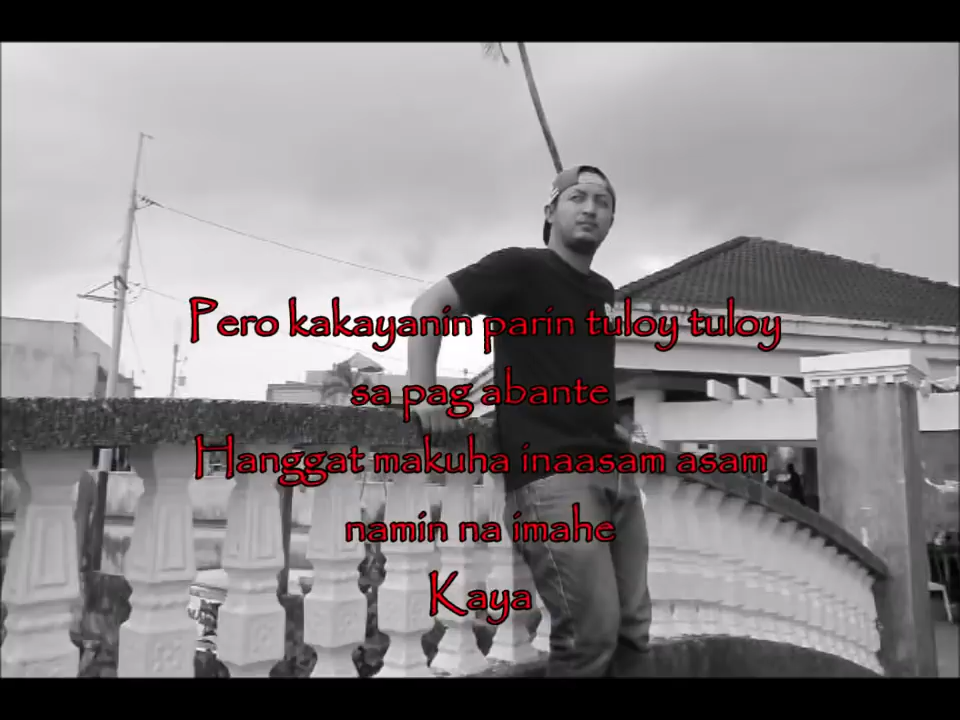 Pero kakayanin parin tuloy tuloy
sa pag abante
Hanggat makuha inaasam asam
namin na imahe
Kaya